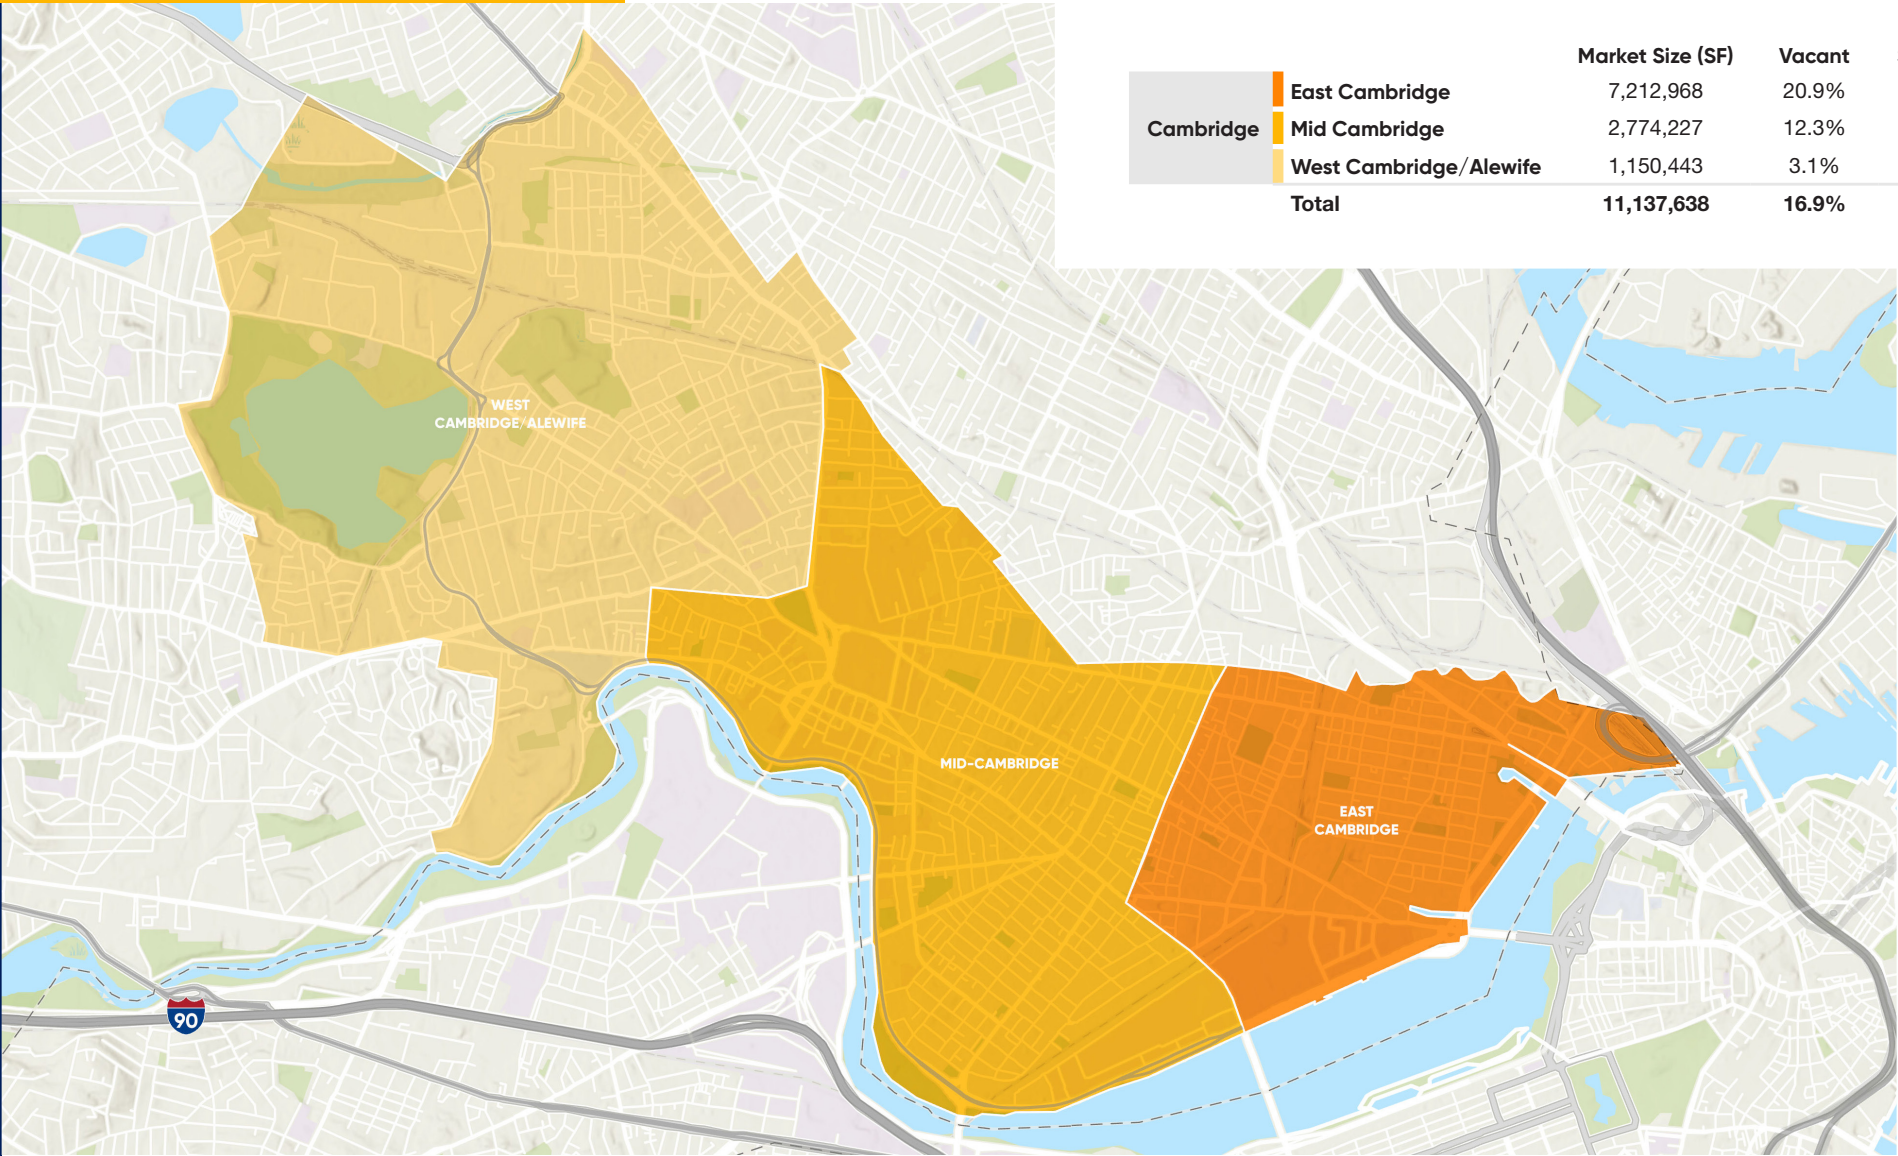 Market Size (SF) Vacant
East Cambridge 7,212,968 20.9%
Cambridge Mid Cambridge 2,774,227 12.3%
West Cambridge/Alewife 1,150,443 3.1%
Total 11,137,638 16.9%
WEST
CAMBRIDGE/ALEWIFE
MID-CAMBRIDGE
EAST
CAMBRIDGE
90